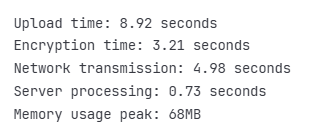 Upload time: 8.92 seconds
Encryption time: 3.21 seconds
Network transmission: 4.98 seconds
Server processing: 0.73 seconds
Memory usage peak: 68MB